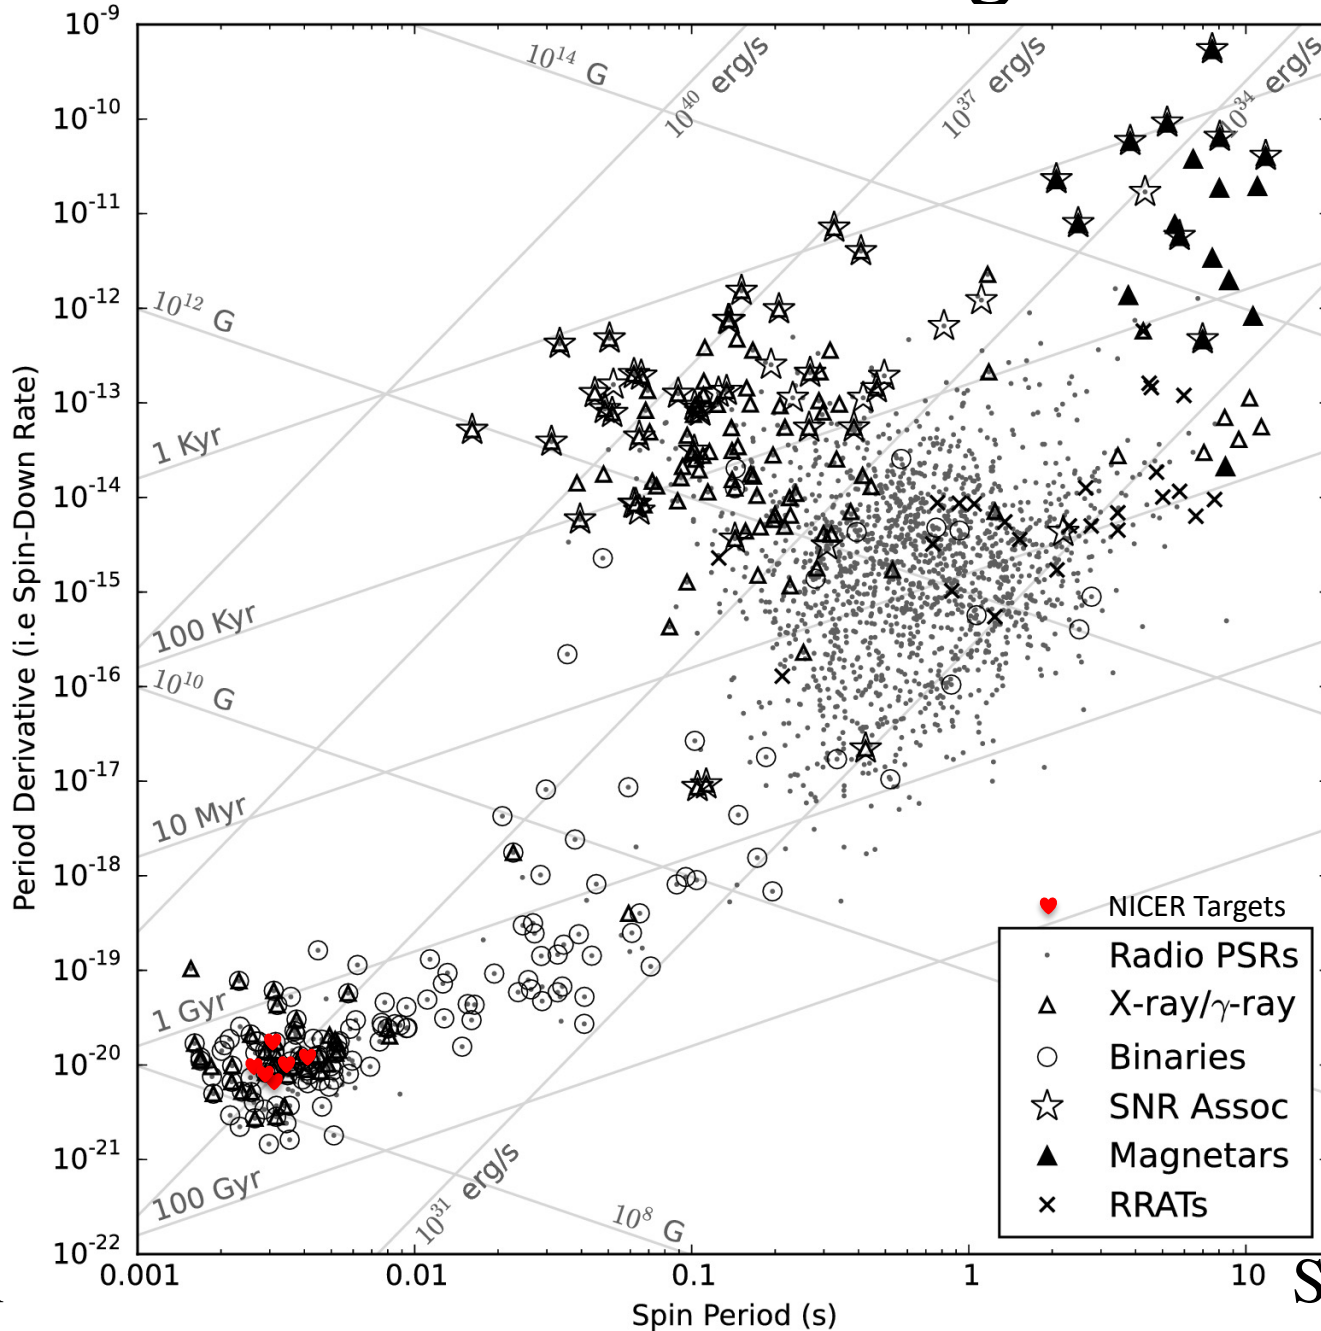 10^-9
10^-10
10^-11
10^-12
10^-13
10^-14
10^-15
10^-16
10^-17
10^-18
10^-19
10^-20
10^-21
10^-22
Period Derivative (i.e Spin-Down Rate)
10^14 G
10^40 erg/s
10^37 erg/s
10^34 erg/s
10^12 G
1 Kyr
100 Kyr
10^10 G
10 Myr
1 Gyr
100 Gyr
10^31 erg/s
10^8 G
NICER Targets
Radio PSRs
X-ray/γ-ray
Binaries
SNR Assoc
Magnetars
RRATs
0.001
0.01
0.1
1
10
S
Spin Period (s)